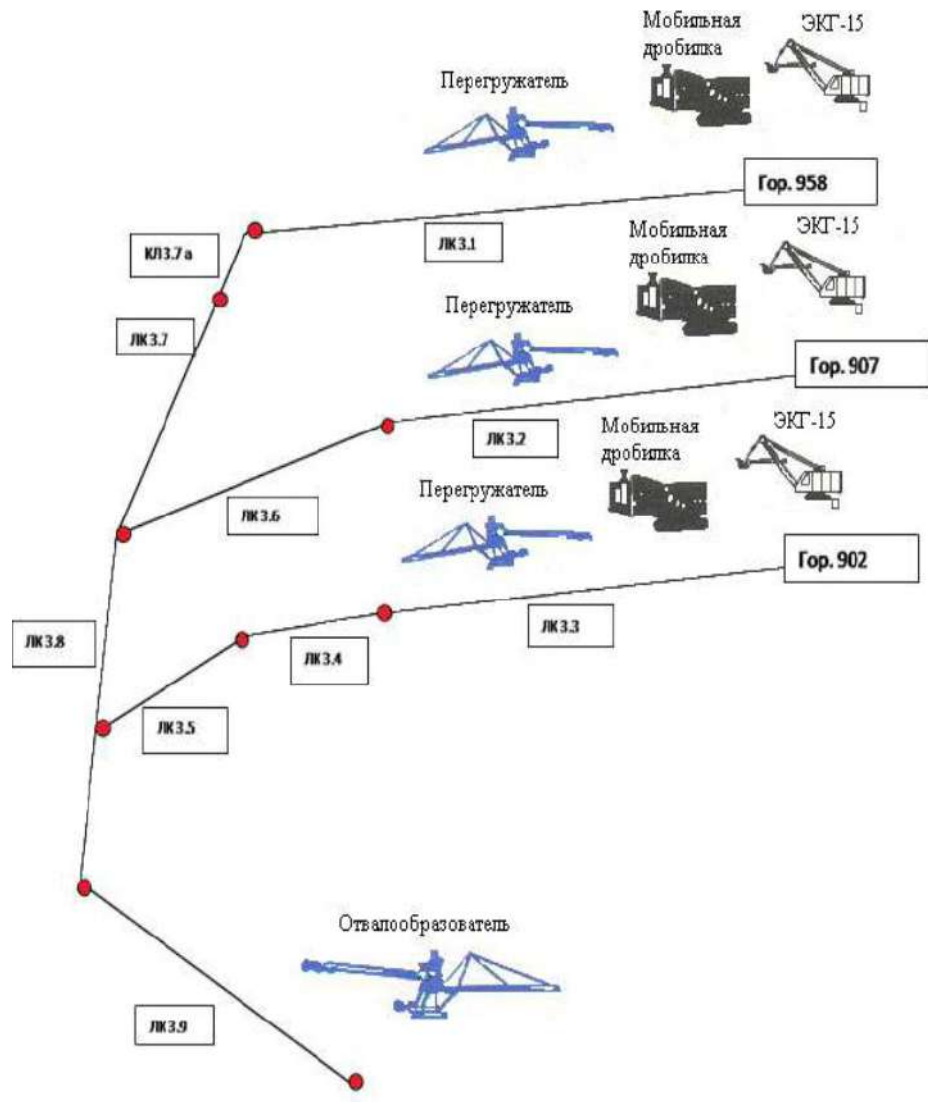 Мобильная
дробилка
ЭКГ-15
Перегружатель
Гор. 958
КЛ3.7а
ЛК3.1
Мобильная
дробилка
ЭКГ-15
Перегружатель
ЛК3.7
Гор. 907
ЛК3.2
Мобильная
дробилка
ЭКГ-15
Перегружатель
ЛК3.6
Гор. 902
ЛК3.8
ЛК3.4
ЛК3.3
ЛК3.5
Отвалообразователь
ЛК3.9